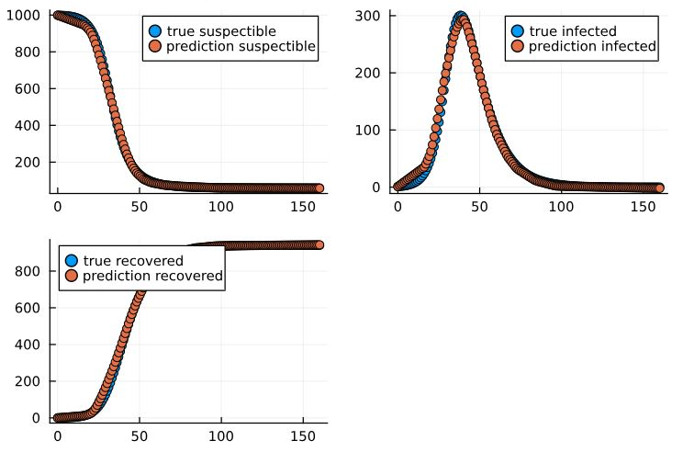 1000
800
600
400
200
true suspectible
prediction suspectible
0 50 100 150
300
200
100
0
true infected
prediction infected
0 50 100 150
800
600
400
200
0
true recovered
prediction recovered
0 50 100 150